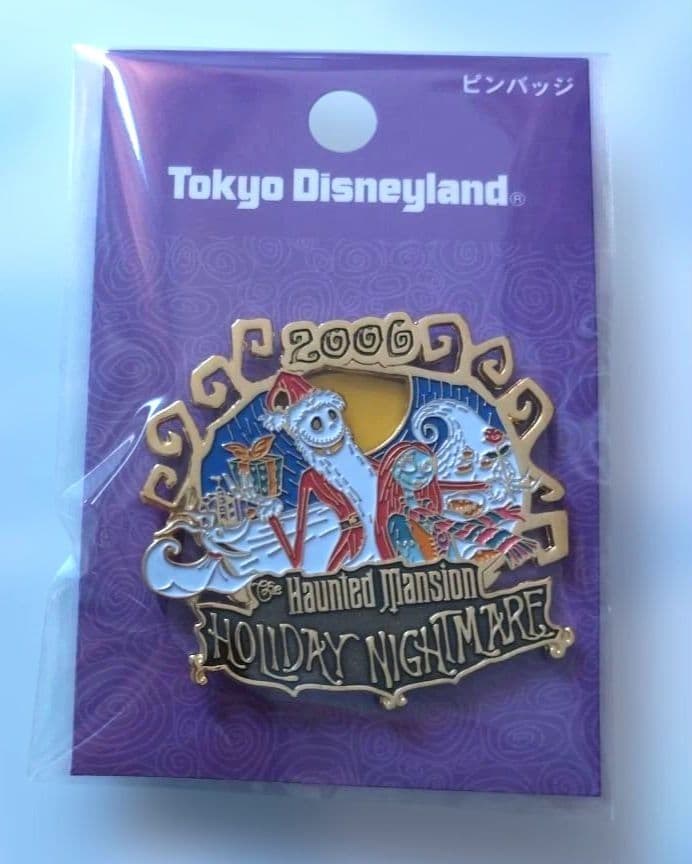 ピンバッジ
Tokyo Disneyland®
2006
The Haunted Mansion
HOLIDAY NIGHTMARE